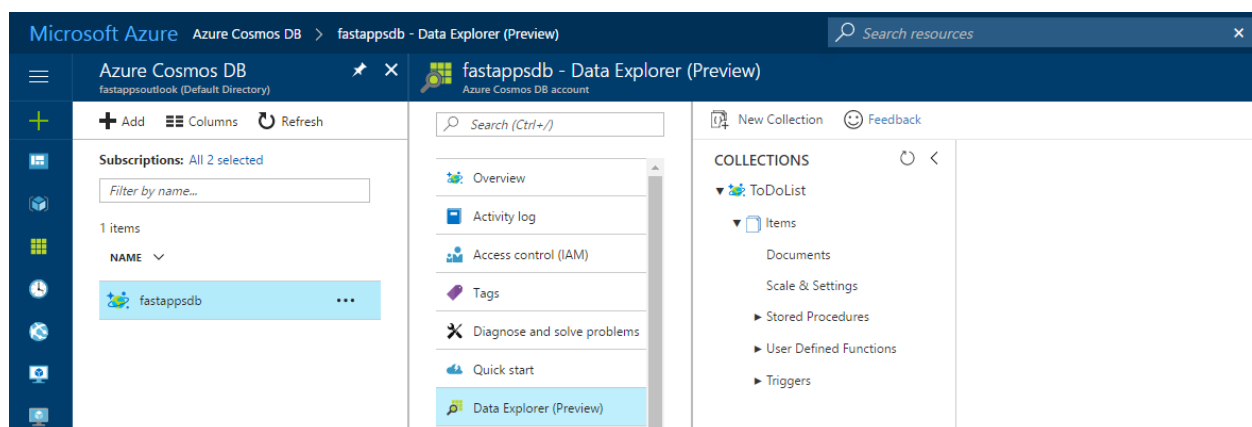 Microsoft Azure Azure Cosmos DB > fastappsdb - Data Explorer (Preview)
Search resources
Azure Cosmos DB
fastappsoutlook (Default Directory)
Add Columns Refresh
Subscriptions: All 2 selected
Filter by name...
1 items
NAME
fastappsdb
fastappsdb - Data Explorer (Preview)
Azure Cosmos DB account
Search (Ctrl+/)
Overview
Activity log
Access control (IAM)
Tags
Diagnose and solve problems
Quick start
Data Explorer (Preview)
New Collection Feedback
COLLECTIONS
ToDoList
Items
Documents
Scale & Settings
Stored Procedures
User Defined Functions
Triggers